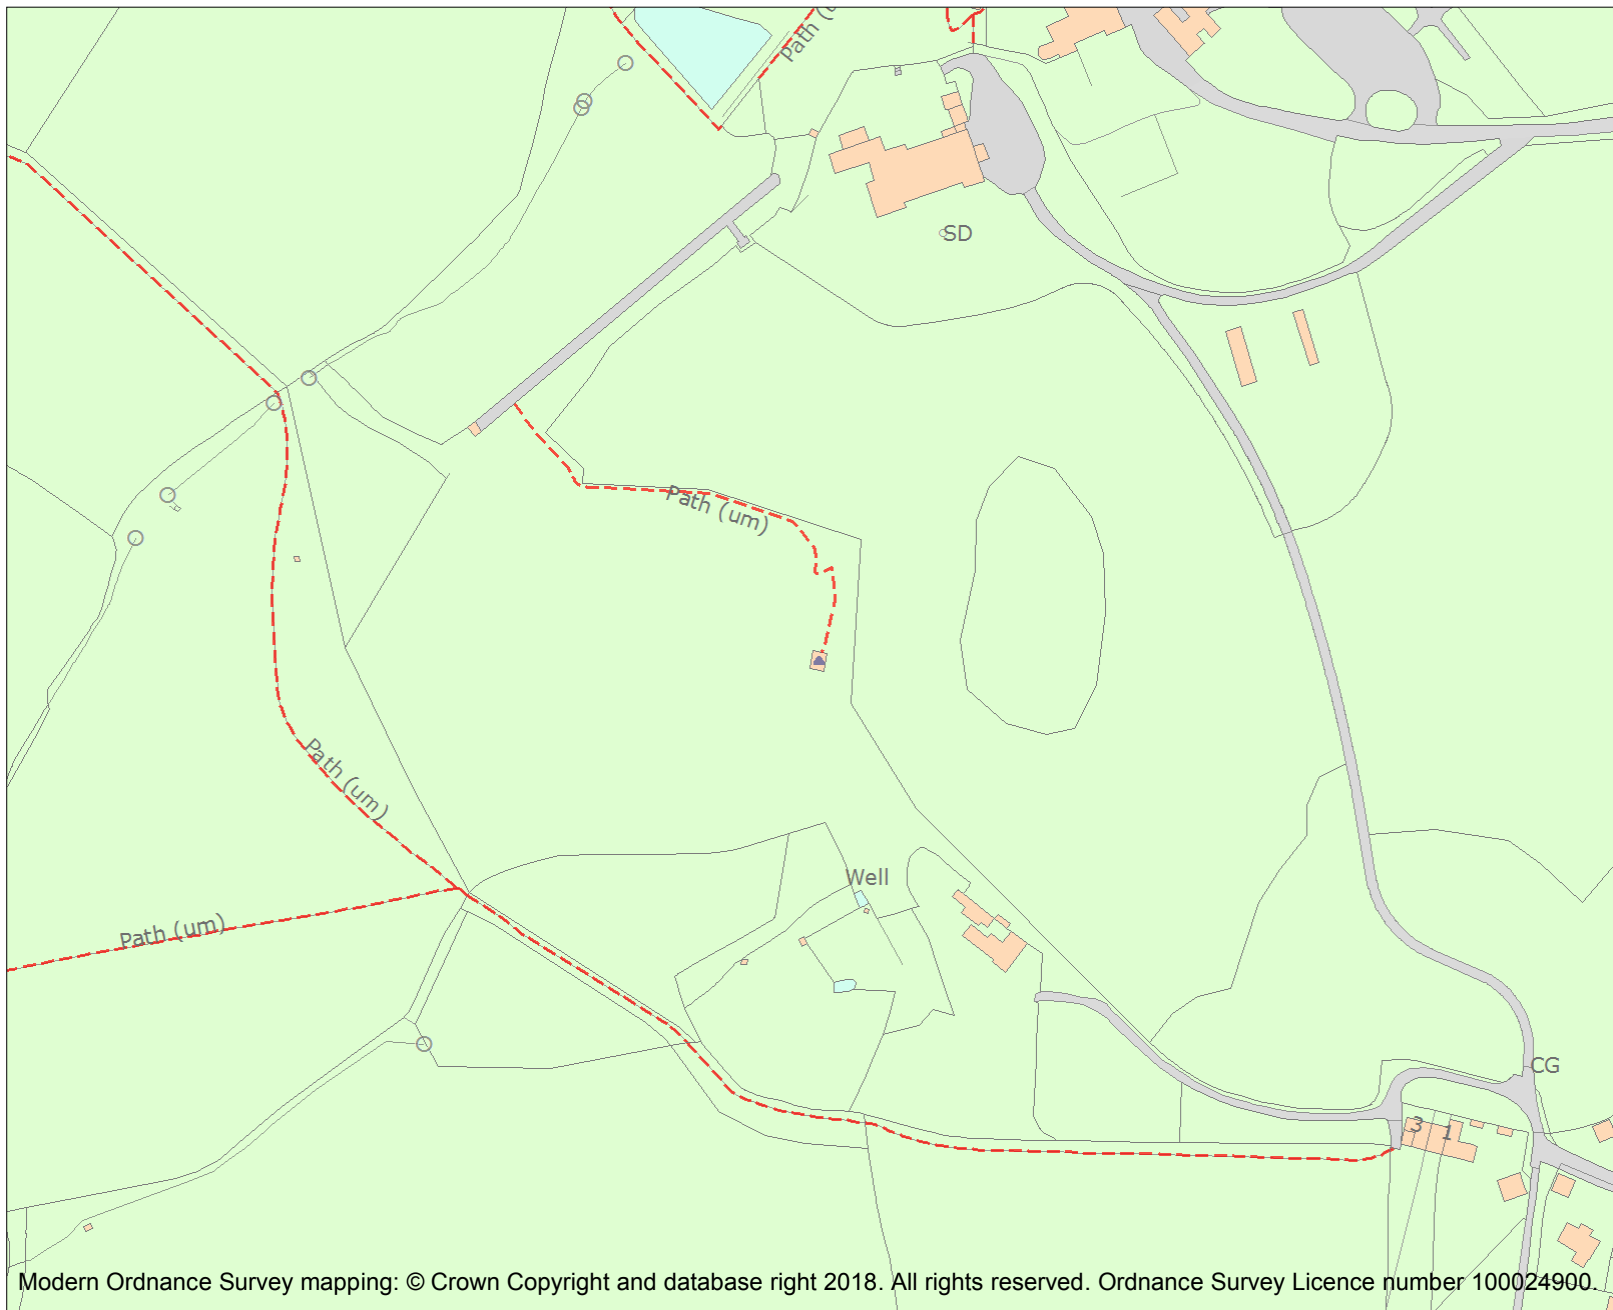 Path (u
SD
Path (um)
Path (um)
Well
Path (um)
CG
3
1
Modern Ordnance Survey mapping: © Crown Copyright and database right 2018. All rights reserved. Ordnance Survey Licence number 100024900.